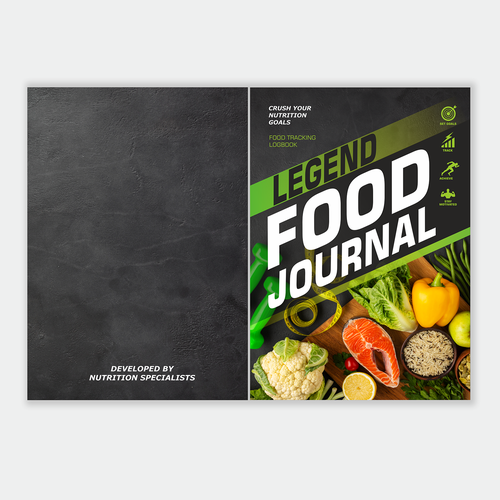 CRUSH YOUR
NUTRITION
GOALS
FOOD TRACKING
LOGBOOK
LEGEND
FOOD
JOURNAL
SET GOALS
TRACK
ACHIEVE
STAY
MOTIVATED
DEVELOPED BY
NUTRITION SPECIALISTS